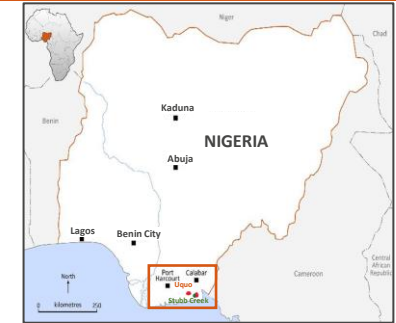 Niger
Chad
Benin
Kaduna
NIGERIA
Abuja
Lagos
Benin City
Port
Harcourt
Calabar
Uquo
Stubb Creek
Cameroon
Central
African
Republic
North
0 kilometres 250